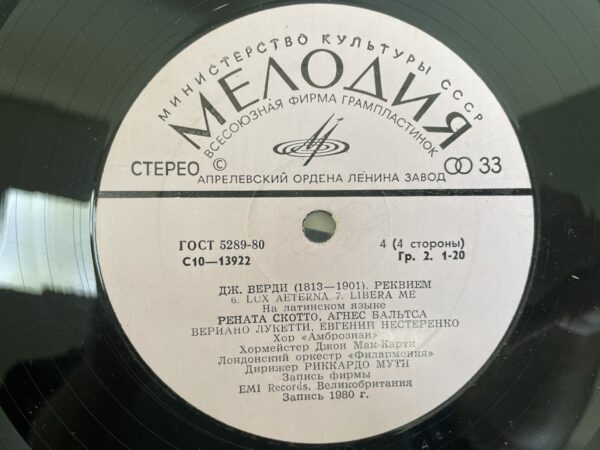 МИНИСТЕРСТВО КУЛЬТУРЫ СССР
МЕЛОДИЯ
ВСЕСОЮЗНАЯ ФИРМА ГРАМПЛАСТИНОК
СТЕРЕО © 33
АПРЕЛЕВСКИЙ ОРДЕНА ЛЕНИНА ЗАВОД
ГОСТ 5289-80 4 (4 стороны)
С10—13922 Гр. 2. 1-20
ДЖ. ВЕРДИ (1813—1901). РЕКВИЕМ
6. LUX AETERNA 7. LIBERA ME
На латинском языке
РЕНАТА СКОТТО, АГНЕС БАЛЬТСА
ВЕРИАНО ЛУКЕТТИ, ЕВГЕНИЙ НЕСТЕРЕНКО
Хор «Амброзиан»
Хормейстер Джон Мак-Карти
Лондонский оркестр «Филармония»
Дирижер РИККАРДО МУТИ
Запись фирмы
EMI Records, Великобритания
Запись 1980 г.